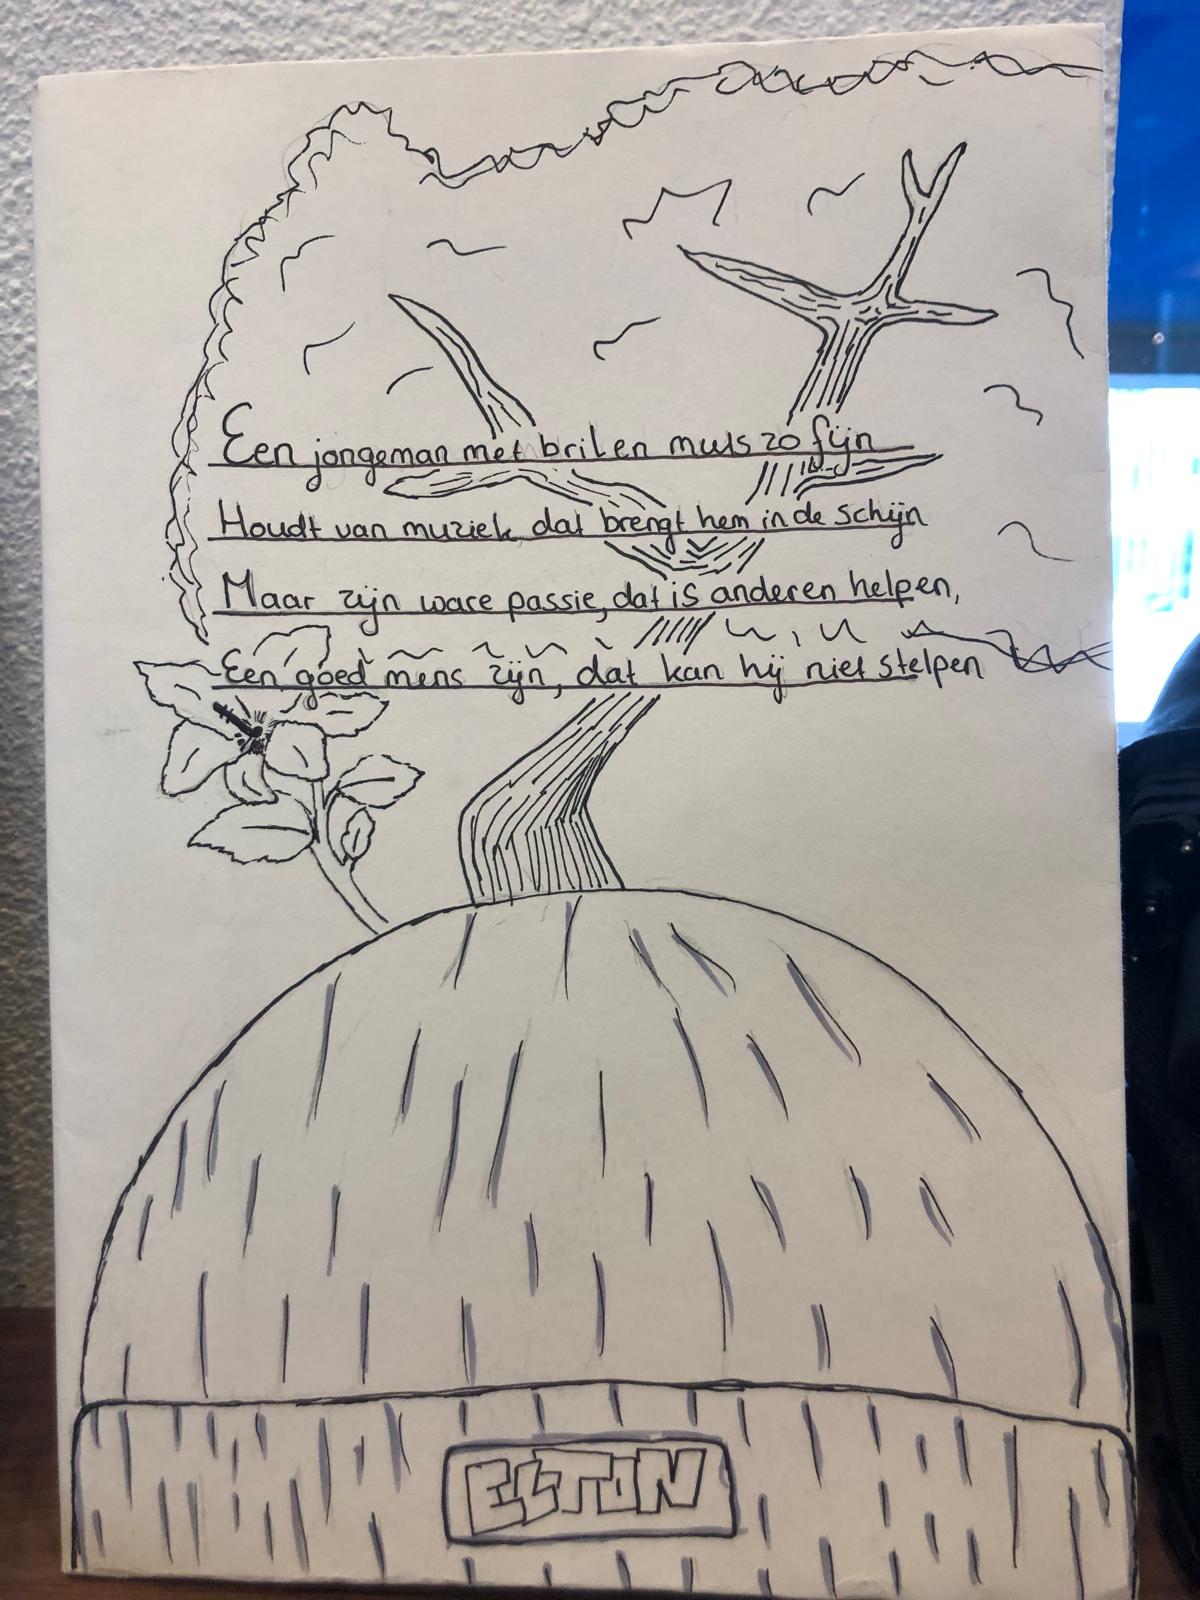 Een jongeman met bril en muts zo fijn
Houdt van muziek, dat brengt hem in de schijn
Maar zijn ware passie, dat is anderen helpen,
Een goed mens zijn, dat kan hij niet stelpen
ELTON